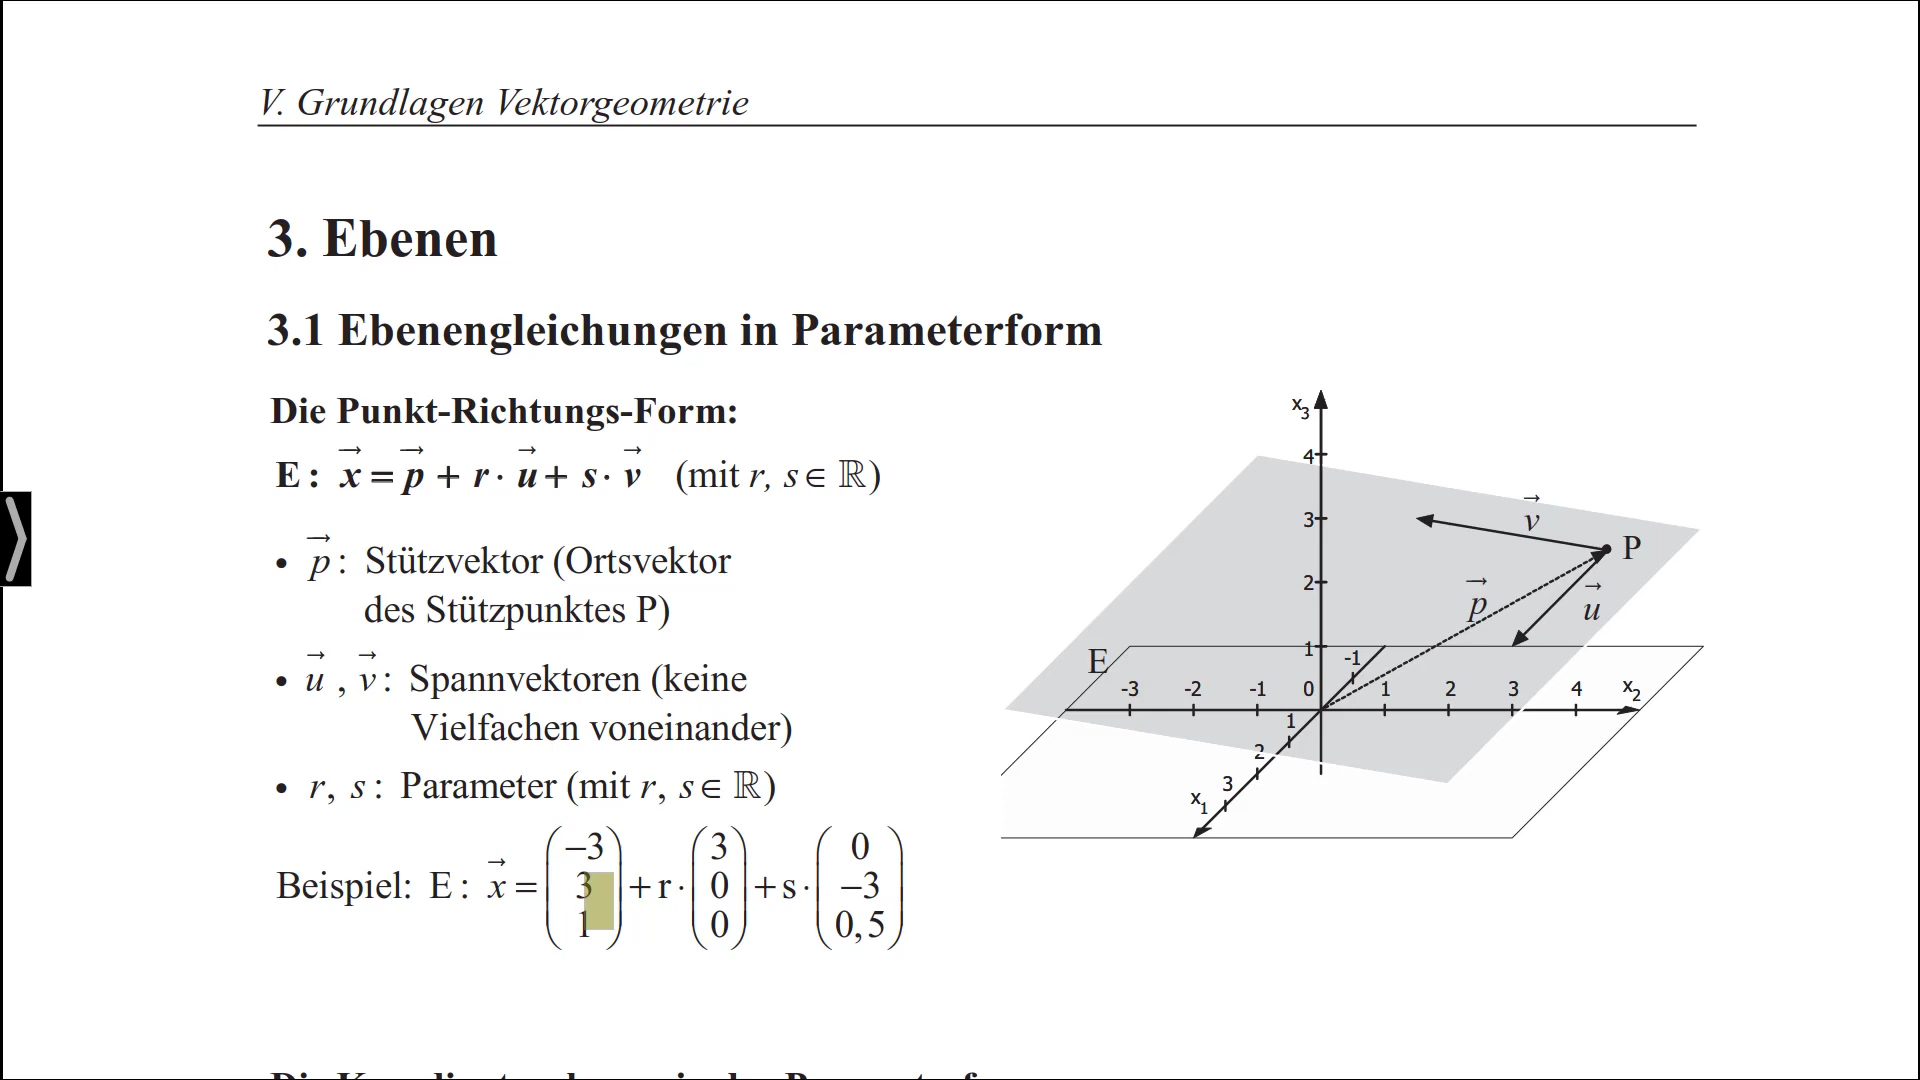 V. Grundlagen Vektorgeometrie
3. Ebenen
3.1 Ebenengleichungen in Parameterform
Die Punkt-Richtungs-Form:
E: x⃗ = p⃗ + r · u⃗ + s · v⃗ (mit r, s ∈ ℝ)
• p⃗: Stützvektor (Ortsvektor
des Stützpunktes P)
• u⃗, v⃗: Spannvektoren (keine
Vielfachen voneinander)
• r, s: Parameter (mit r, s ∈ ℝ)
Beispiel: E: x⃗ = (−3 3 1) + r · (3 0 0) + s · (0 −3 0,5)
x₃
4
3
2
1
v⃗
P
p⃗
u⃗
E
-1
-3 -2 -1 0 1 2 3 4 x₂
1
2
3
x₁